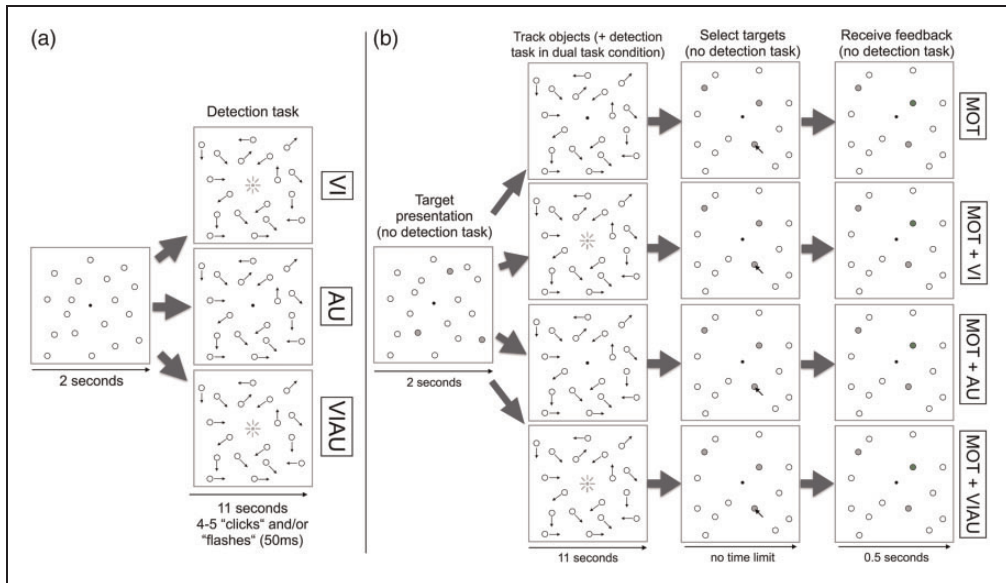 (a)
Detection task
VI
AU
VIAU
2 seconds
11 seconds
4-5 “clicks“ and/or
“flashes“ (50ms)
(b)
Track objects (+ detection
task in dual task condition)
Select targets
(no detection task)
Receive feedback
(no detection task)
Target
presentation
(no detection task)
2 seconds
MOT
MOT + VI
MOT + AU
MOT + VIAU
11 seconds
no time limit
0.5 seconds